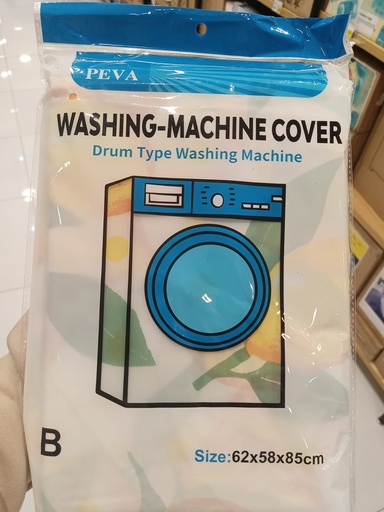 PEVA
WASHING-MACHINE COVER
Drum Type Washing Machine
B
Size:62x58x85cm